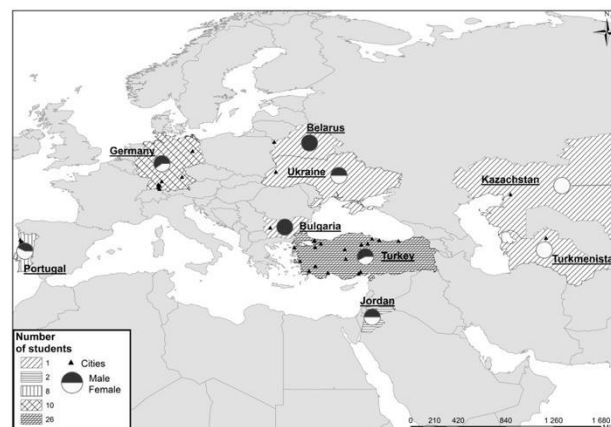 N
Belarus
Germany
Ukraine
Kazachstan
Bulgaria
Portugal
Turkey
Turkmenista
Jordan
Number
of students
1
2
8
10
26
Cities
Male
Female
0 210 420 840 1 260 1 680